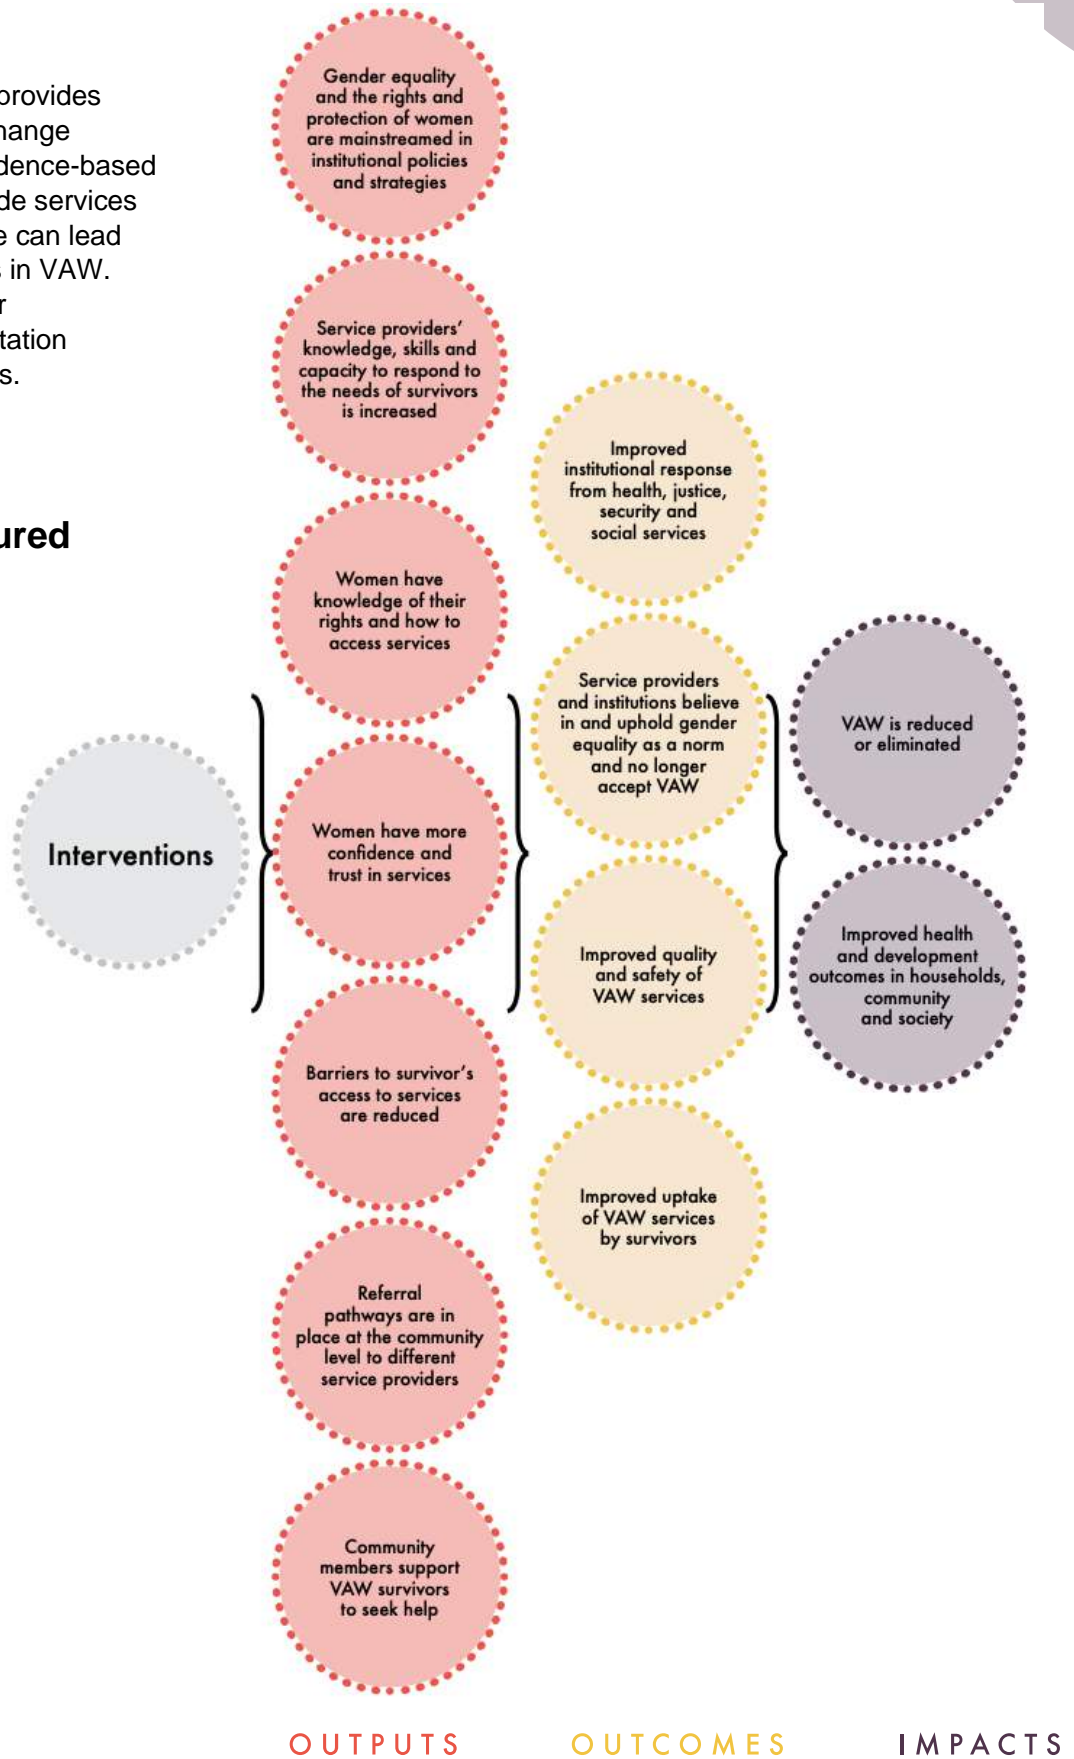 provides
hange
dence-based
de services
e can lead
s in VAW.
r
tation
s.
ured
Interventions
Gender equality
and the rights and
protection of women
are mainstreamed in
institutional policies
and strategies
Service providers'
knowledge, skills and
capacity to respond to
the needs of survivors
is increased
Women have
knowledge of their
rights and how to
access services
Women have more
confidence and
trust in services
Barriers to survivor's
access to services
are reduced
Referral
pathways are in
place at the community
level to different
service providers
Community
members support
VAW survivors
to seek help
Improved
institutional response
from health, justice,
security and
social services
Service providers
and institutions believe
in and uphold gender
equality as a norm
and no longer
accept VAW
Improved quality
and safety of
VAW services
Improved uptake
of VAW services
by survivors
VAW is reduced
or eliminated
Improved health
and development
outcomes in households,
community
and society
OUTPUTS
OUTCOMES
IMPACTS